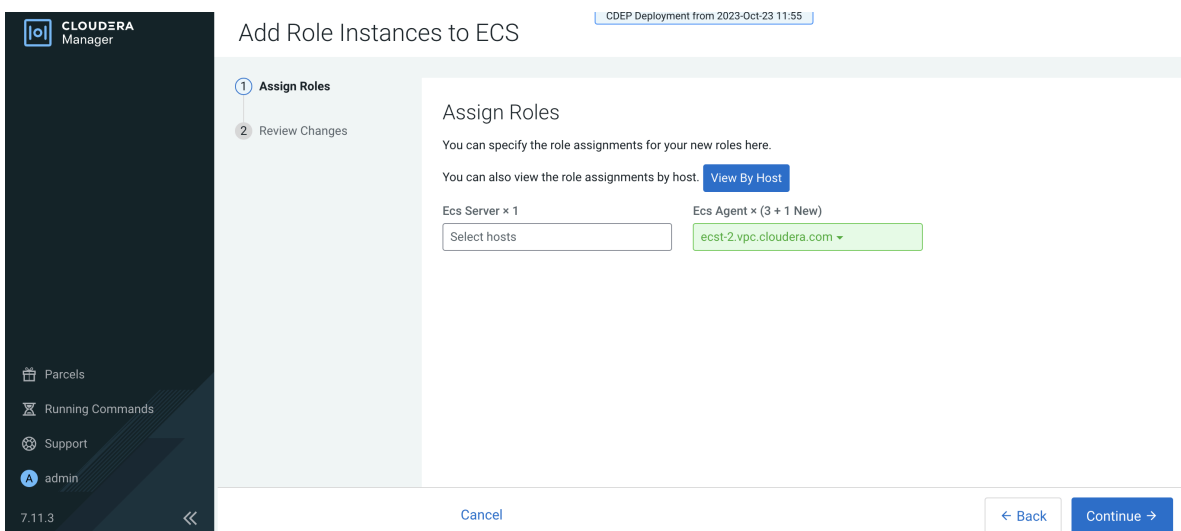 CLOUDERA
Manager
CDEP Deployment from 2023-Oct-23 11:55
Add Role Instances to ECS
1 Assign Roles
2 Review Changes
Assign Roles
You can specify the role assignments for your new roles here.
You can also view the role assignments by host. View By Host
Ecs Server × 1
Ecs Agent × (3 + 1 New)
Select hosts
ecst-2.vpc.cloudera.com
Parcels
Running Commands
Support
A admin
7.11.3
Cancel
← Back
Continue →